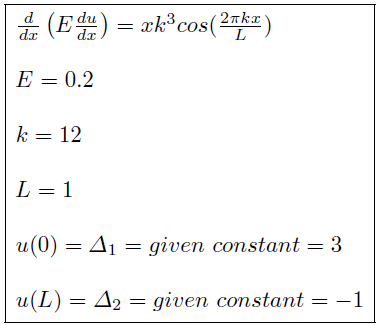 d/dx (E du/dx) = xk³cos(2πkx/L)
E = 0.2
k = 12
L = 1
u(0) = Δ₁ = given constant = 3
u(L) = Δ₂ = given constant = −1